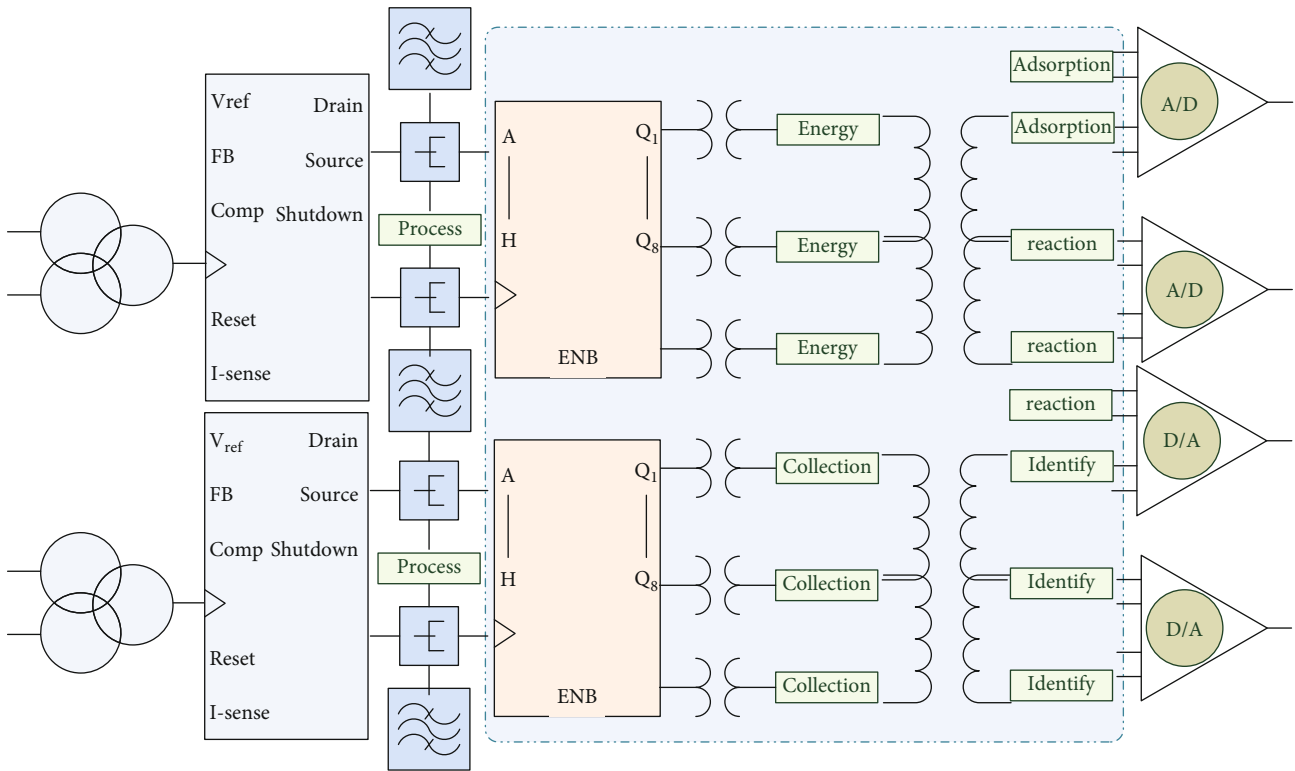 Vref
Drain
FB
Source
Comp
Shutdown
Reset
I-sense
Process
A
H
Q1
Q8
ENB
Energy
Energy
Energy
Adsorption
Adsorption
reaction
reaction
A/D
A/D
Vref
Drain
FB
Source
Comp
Shutdown
Reset
I-sense
Process
A
H
Q1
Q8
ENB
Collection
Collection
Collection
reaction
Identify
Identify
Identify
D/A
D/A